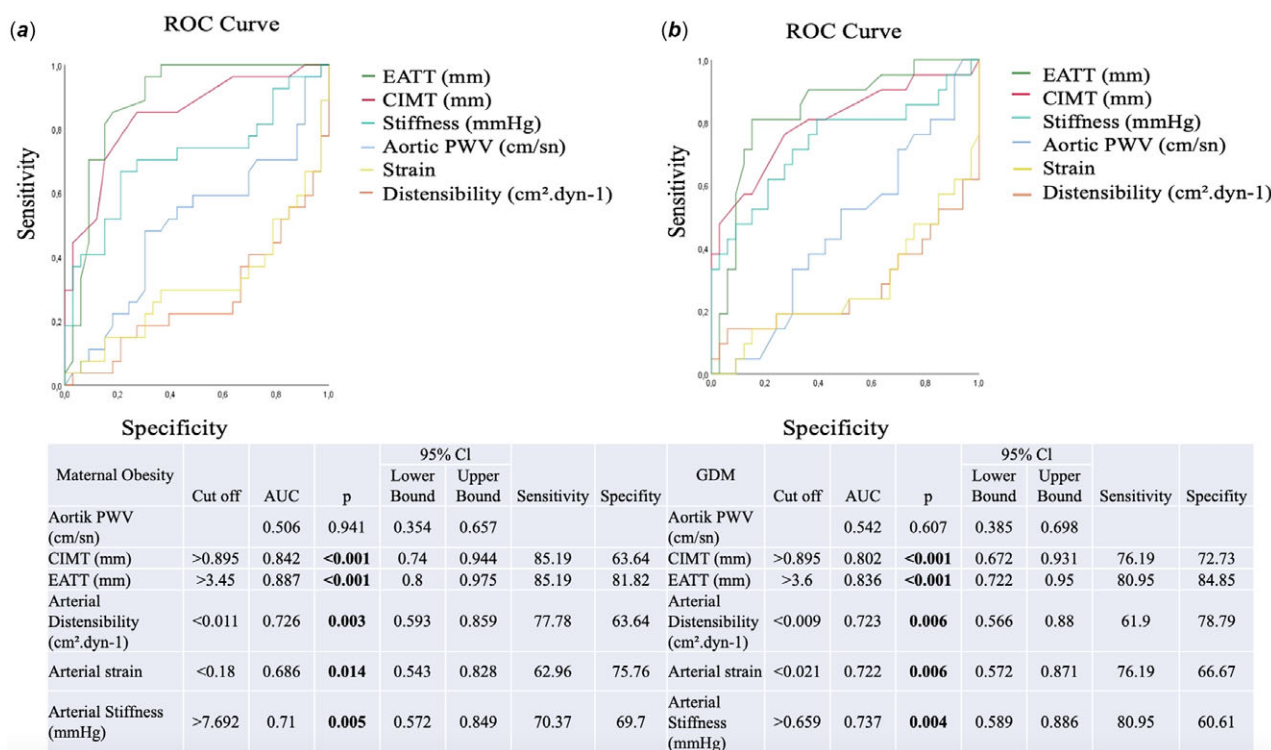 (a)
ROC Curve
1,0
0,8
0,6
0,4
0,2
0,0
Sensitivity
0,0 0,2 0,4 0,6 0,8 1,0
EATT (mm)
CIMT (mm)
Stiffness (mmHg)
Aortic PWV (cm/sn)
Strain
Distensibility (cm².dyn-1)
Specificity
(b)
ROC Curve
1,0
0,8
0,6
0,4
0,2
0,0
Sensitivity
0,0 0,2 0,4 0,6 0,8 1,0
EATT (mm)
CIMT (mm)
Stiffness (mmHg)
Aortic PWV (cm/sn)
Strain
Distensibility (cm².dyn-1)
Specificity
95% Cl
Maternal Obesity Cut off AUC p Lower Bound Upper Bound Sensitivity Specifity
Aortik PWV
(cm/sn) 0.506 0.941 0.354 0.657
CIMT (mm) >0.895 0.842 <0.001 0.74 0.944 85.19 63.64
EATT (mm) >3.45 0.887 <0.001 0.8 0.975 85.19 81.82
Arterial
Distensibility <0.011 0.726 0.003 0.593 0.859 77.78 63.64
(cm².dyn-1)
Arterial strain <0.18 0.686 0.014 0.543 0.828 62.96 75.76
Arterial Stiffness
(mmHg) >7.692 0.71 0.005 0.572 0.849 70.37 69.7
95% Cl
GDM Cut off AUC p Lower Bound Upper Bound Sensitivity Specifity
Aortik PWV
(cm/sn) 0.542 0.607 0.385 0.698
CIMT (mm) >0.895 0.802 <0.001 0.672 0.931 76.19 72.73
EATT (mm) >3.6 0.836 <0.001 0.722 0.95 80.95 84.85
Arterial
Distensibility <0.009 0.723 0.006 0.566 0.88 61.9 78.79
(cm².dyn-1)
Arterial strain <0.021 0.722 0.006 0.572 0.871 76.19 66.67
Arterial
Stiffness >0.659 0.737 0.004 0.589 0.886 80.95 60.61
(mmHg)